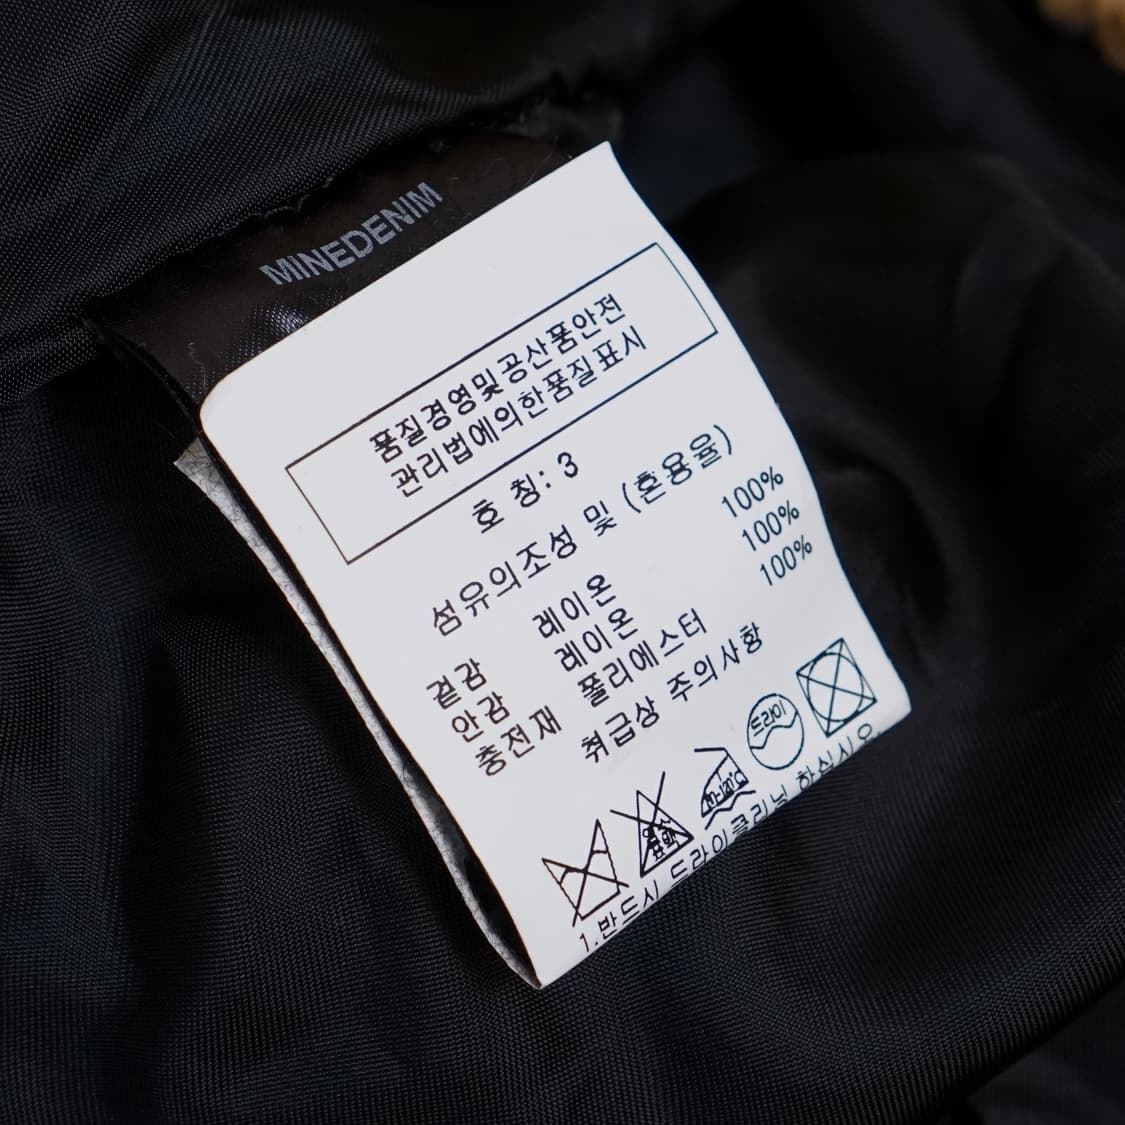 MINEDENIM
품질경영및공산품안전
관리법에의한품질표시
호 칭: 3
섬유의조성 및 (혼용율)
겉감 레이온 100%
안감 레이온 100%
충전재 폴리에스터 100%
취급상 주의사항
드라이
1.반드시 드라이클리닝 하십시오.